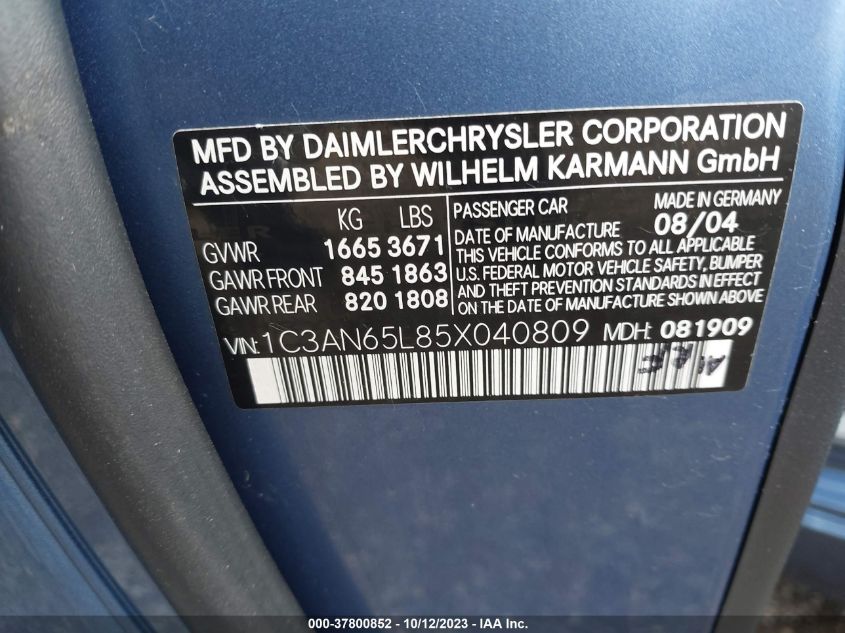 MFD BY DAIMLERCHRYSLER CORPORATION
ASSEMBLED BY WILHELM KARMANN GmbH
KG LBS
GVWR 1665 3671
GAWR FRONT 845 1863
GAWR REAR 820 1808
PASSENGER CAR MADE IN GERMANY
DATE OF MANUFACTURE 08/04
THIS VEHICLE CONFORMS TO ALL APPLICABLE
U.S. FEDERAL MOTOR VEHICLE SAFETY, BUMPER
AND THEFT PREVENTION STANDARDS IN EFFECT
ON THE DATE OF MANUFACTURE SHOWN ABOVE
VIN: 1C3AN65L85X040809 MDH: 081909
000-37800852 - 10/12/2023 - IAA Inc.